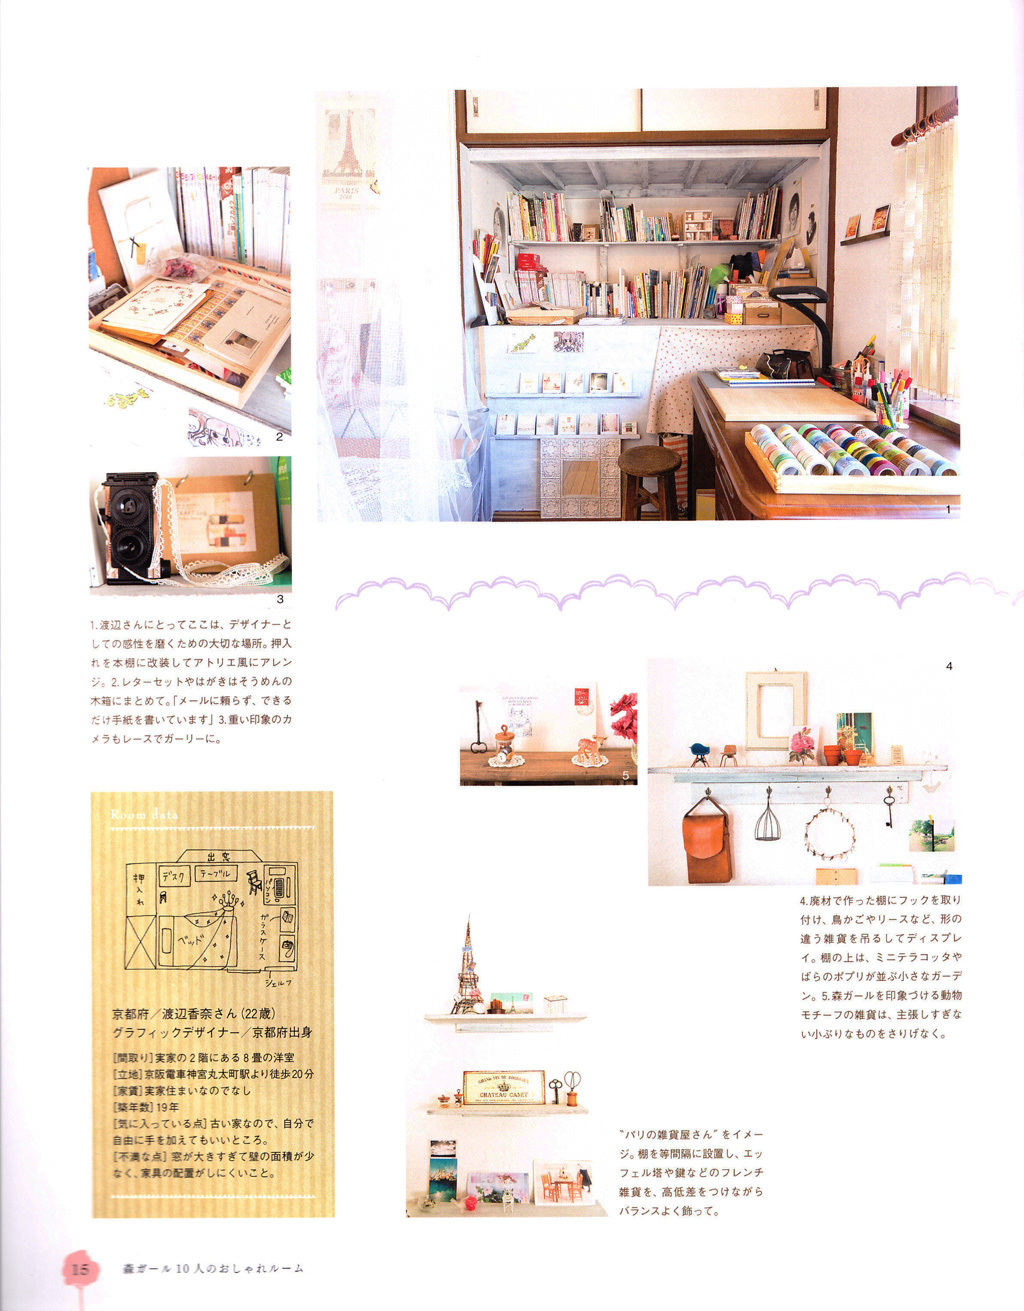 PARIS
1
2
3
1.渡辺さんにとってここは、デザイナーと
しての感性を磨くための大切な場所。押入
れを本棚に改装してアトリエ風にアレン
ジ。2.レターセットやはがきはそうめんの
木箱にまとめて。「メールに頼らず、できる
だけ手紙を書いています」3.重い印象のカ
メラもレースでガーリーに。
4
5
4.廃材で作った棚にフックを取り
付け、鳥かごやリースなど、形の
違う雑貨を吊るしてディスプレ
イ。棚の上は、ミニテラコッタや
ばらのポプリが並ぶ小さなガーデ
ン。5.森ガールを印象づける動物
モチーフの雑貨は、主張しすぎな
い小ぶりなものをさりげなく。
Room data
出窓
押入れ
デスク
テーブル
パソコン
ガラスケース
ベッド
シェルフ
京都府／渡辺香奈さん(22歳)
グラフィックデザイナー／京都府出身
[間取り]実家の2階にある8畳の洋室
[立地]京阪電車神宮丸太町駅より徒歩20分
[家賃]実家住まいなのでなし
[築年数]19年
[気に入っている点]古い家なので、自分で
自由に手を加えてもいいところ。
[不満な点]窓が大きすぎて壁の面積が少
なく、家具の配置がしにくいこと。
CHAYEAU CADET
“パリの雑貨屋さん”をイメー
ジ。棚を等間隔に設置し、エッ
フェル塔や鍵などのフレンチ
雑貨を、高低差をつけながら
バランスよく飾って。
15
森ガール10人のおしゃれルーム